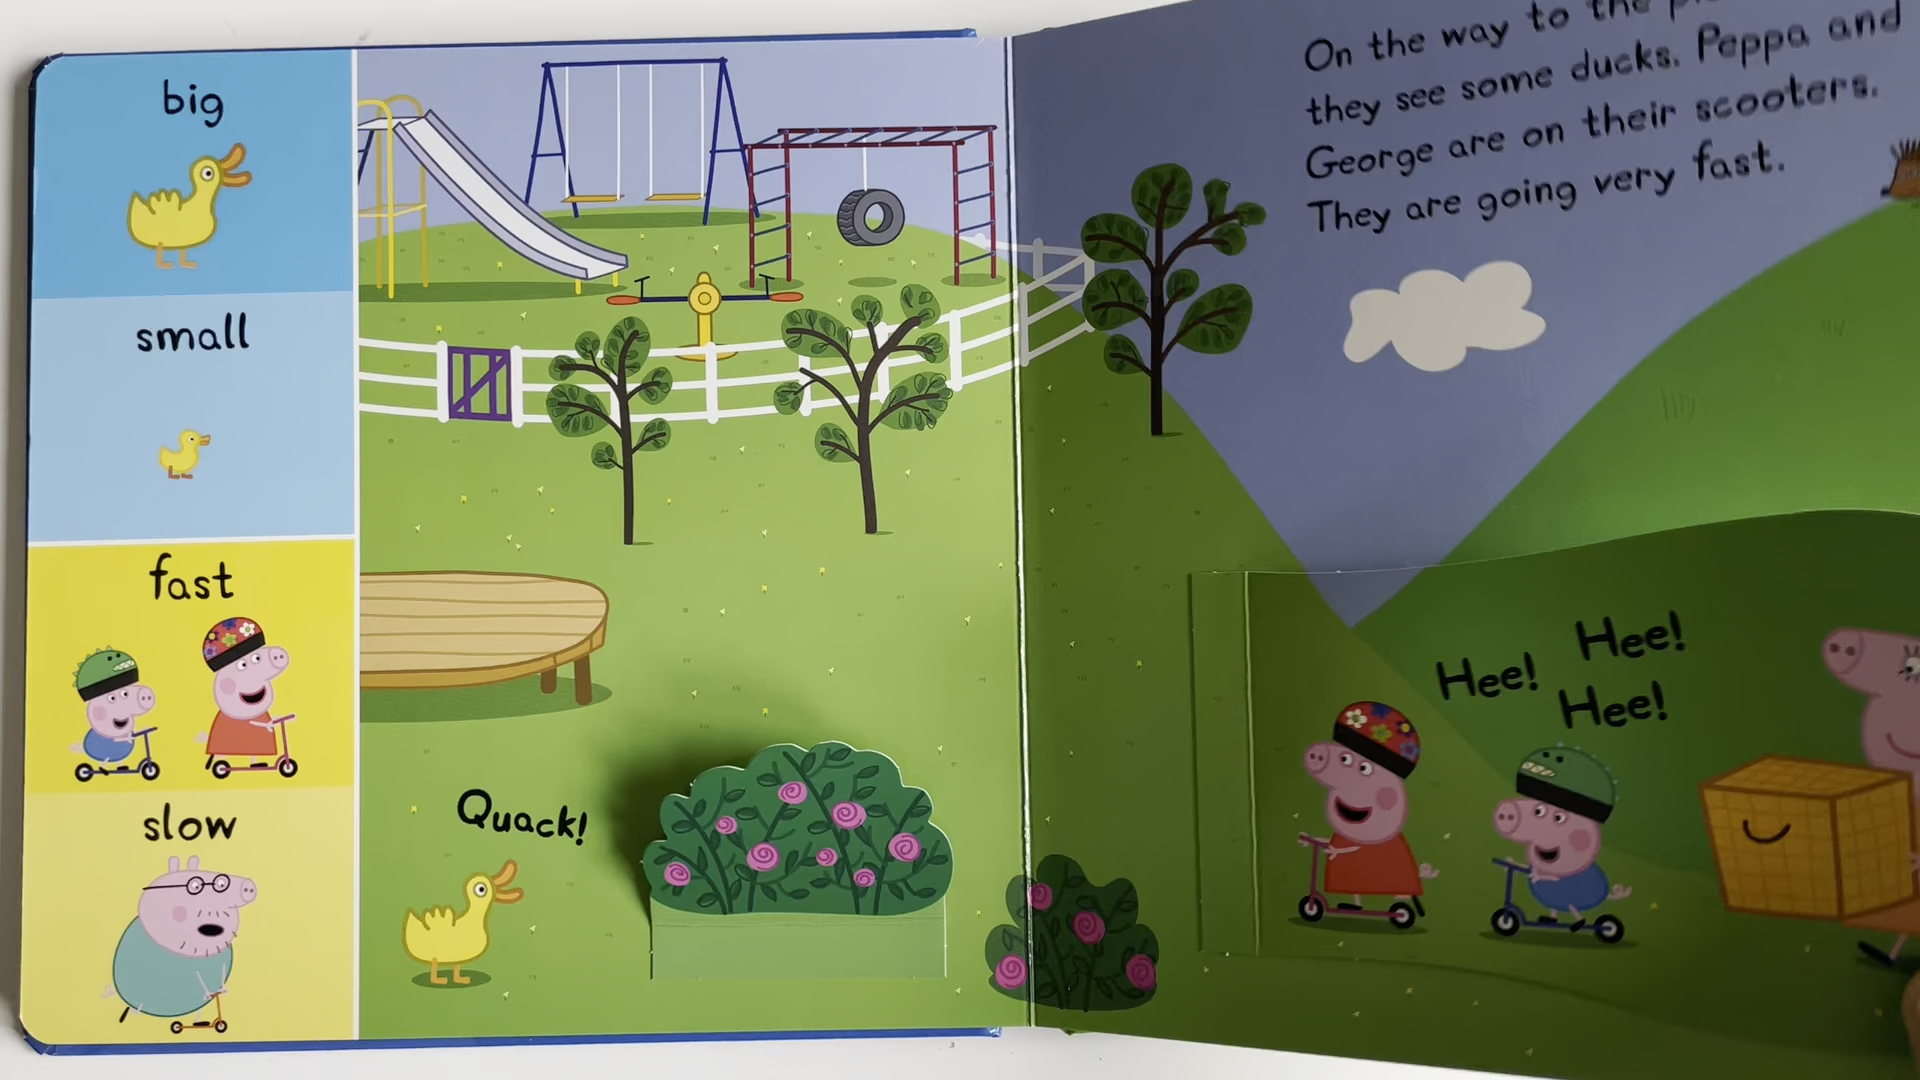 big
small
fast
slow
Quack!
On the way to the
they see some ducks. Peppa and
George are on their scooters.
They are going very fast.
Hee!
Hee!
Hee!